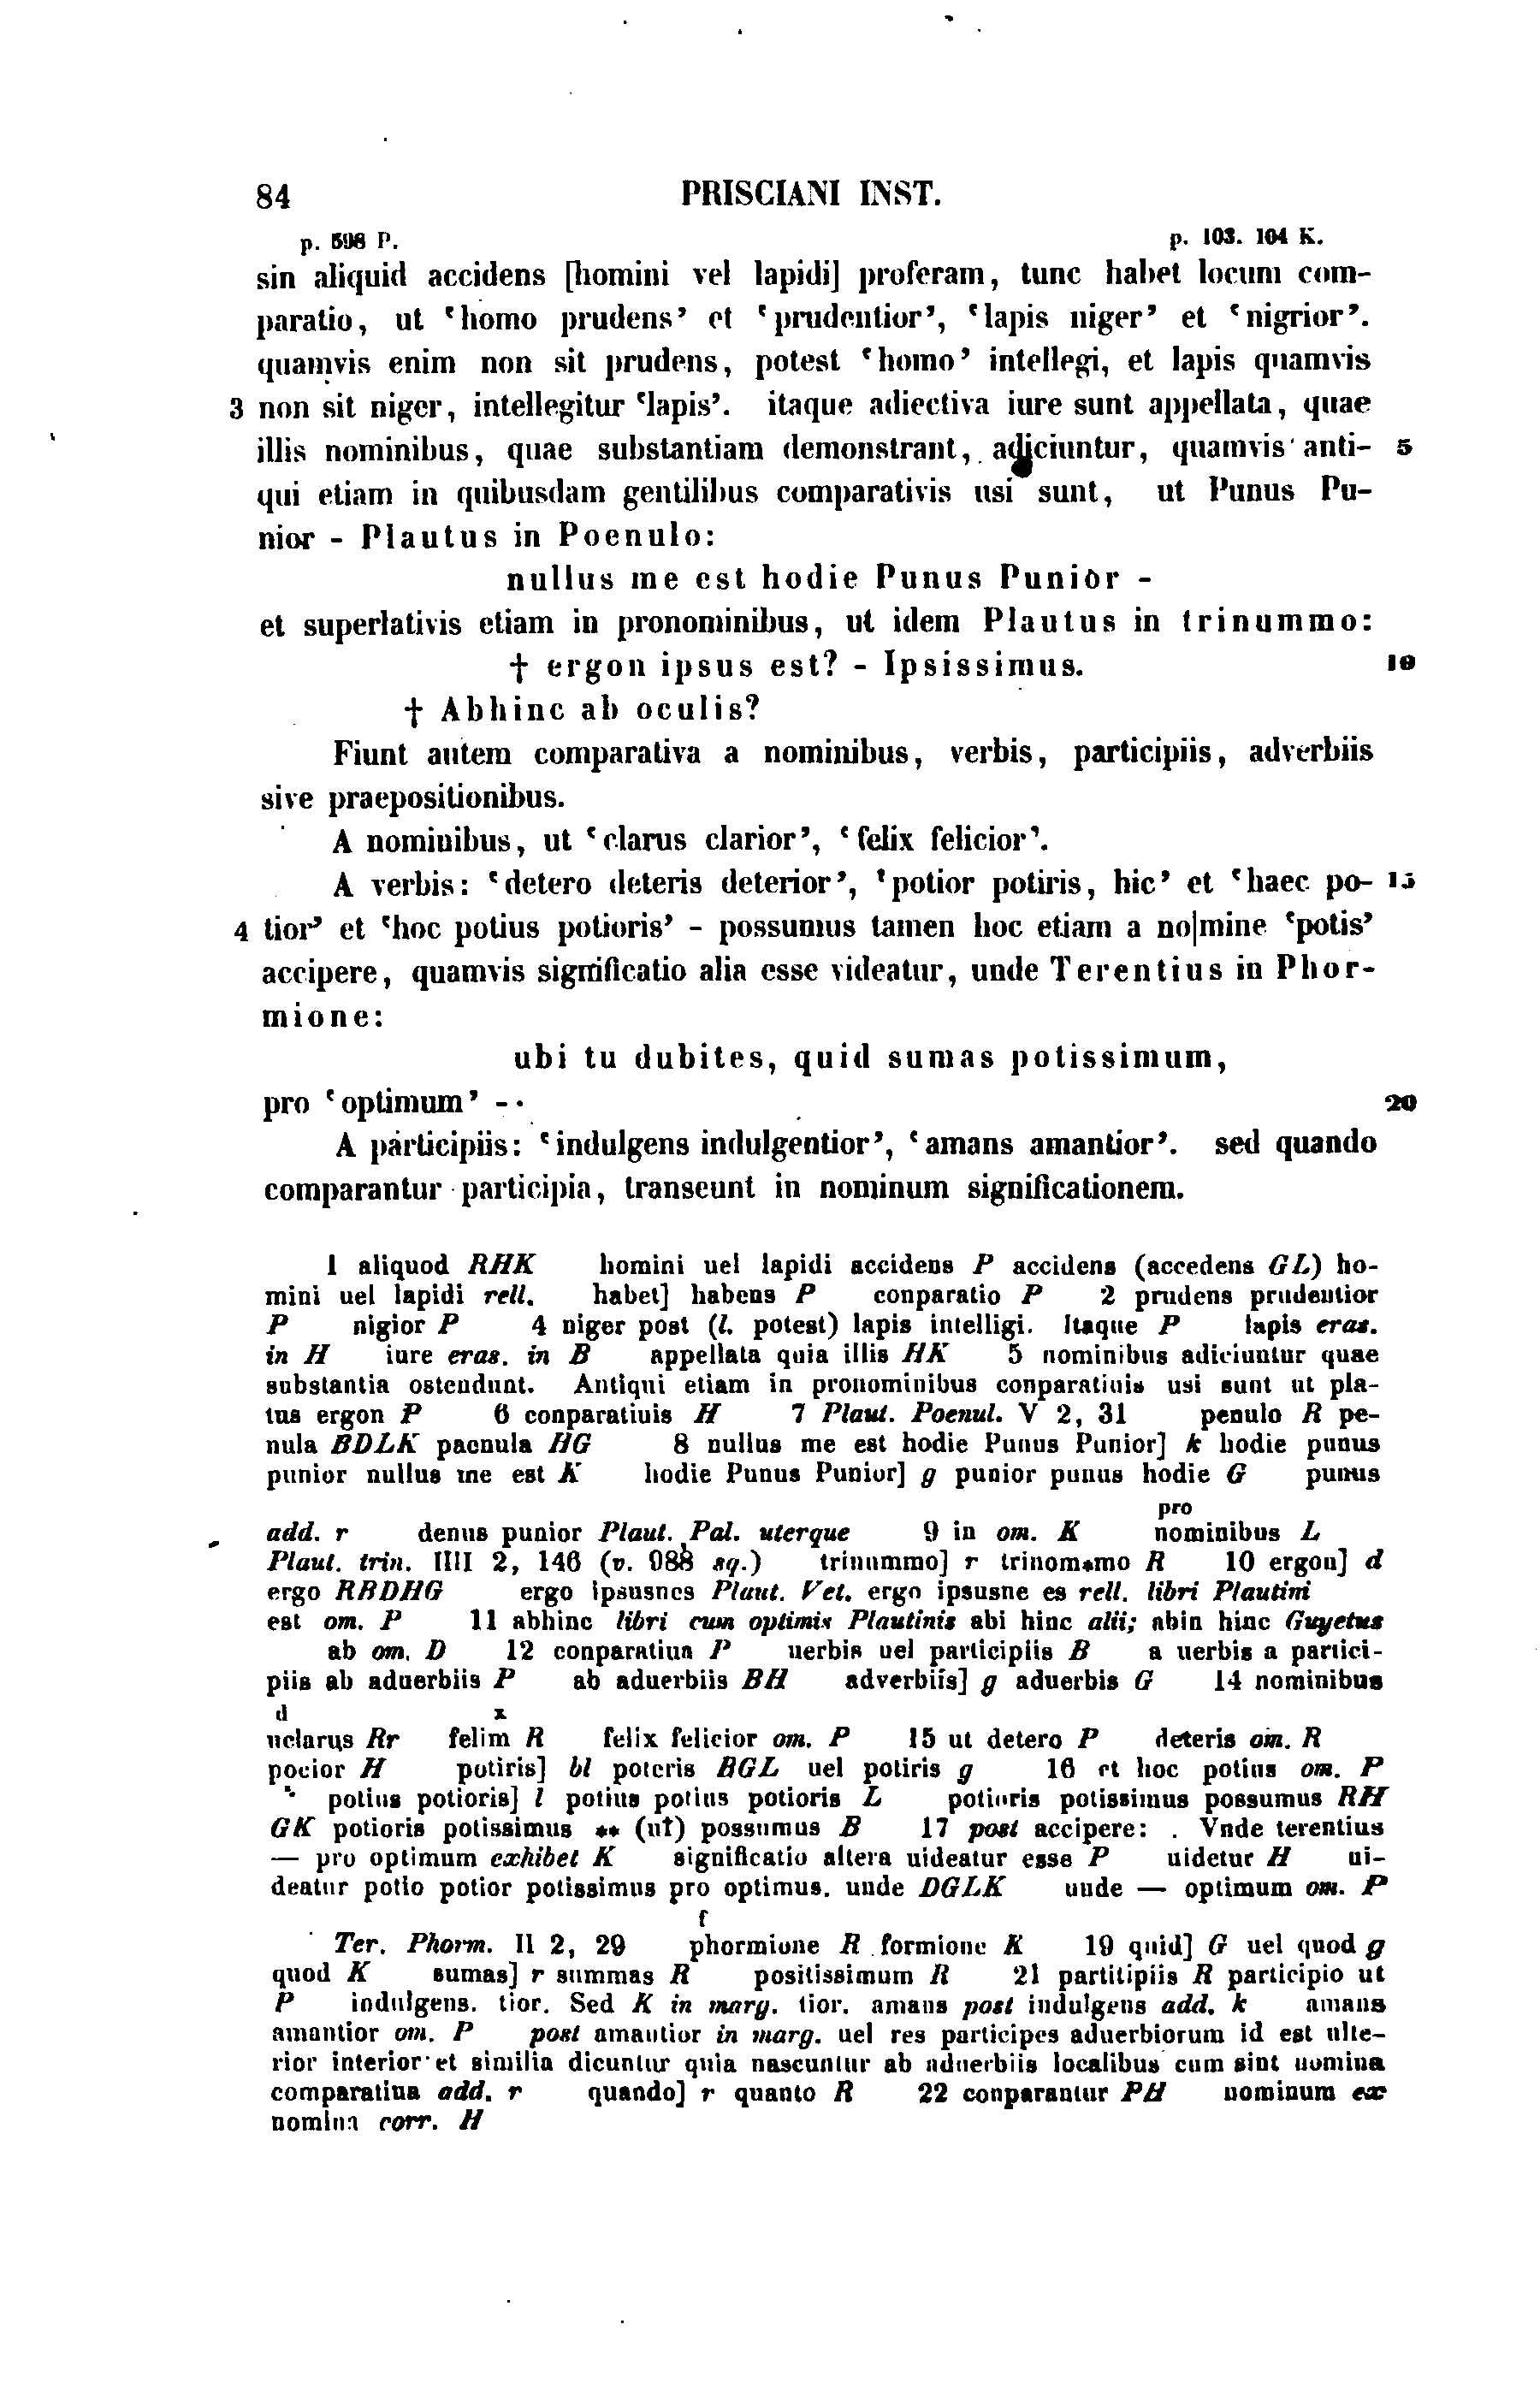 84 PRISCIANI INST.
p. 598 P. p. 103. 104 K.
sin aliquid accidens [homini vel lapidi] proferam, tunc habet locum com-
paratio, ut ‘homo prudens’ et ‘prudentior’, ‘lapis niger’ et ‘nigrior’.
quamvis enim non sit prudens, potest ‘homo’ intellegi, et lapis quamvis
3 non sit niger, intellegitur ‘lapis’. itaque adiectiva iure sunt appellata, quae
illis nominibus, quae substantiam demonstrant, adiciuntur, quamvis anti- 5
qui etiam in quibusdam gentilibus comparativis usi sunt, ut Punus Pu-
nior - Plautus in Poenulo:
nullus me est hodie Punus Punior -
et superlativis etiam in pronominibus, ut idem Plautus in trinummo:
† ergon ipsus est? - Ipsissimus. 10
† Abhinc ab oculis?
Fiunt autem comparativa a nominibus, verbis, participiis, adverbiis
sive praepositionibus.
A nominibus, ut ‘clarus clarior’, ‘felix felicior’.
A verbis: ‘detero deteris deterior’, ‘potior potiris, hic’ et ‘haec po- 15
4 tior’ et ‘hoc potius potioris’ - possumus tamen hoc etiam a no|mine ‘potis’
accipere, quamvis significatio alia esse videatur, unde Terentius in Phor-
mione:
ubi tu dubites, quid sumas potissimum,
pro ‘optimum’ - · 20
A participiis: ‘indulgens indulgentior’, ‘amans amantior’. sed quando
comparantur participia, transeunt in nominum significationem.
1 aliquod RHK homini uel lapidi accidens P accidens (accedens GL) ho-
mini uel lapidi rell. habet] habens P conparatio P 2 prudens prudentior
P nigior P 4 niger post (l. potest) lapis intelligi. Itaque P lapis eras.
in H iure eras. in B appellata quia illis HK 5 nominibus adiciuntur quae
substantia ostendunt. Antiqui etiam in pronominibus conparatiuis usi sunt ut pla-
tus ergon P 6 conparatiuis H 7 Plaut. Poenul. V 2, 31 penulo R pe-
nula BDLK paenula HG 8 nullus me est hodie Punus Punior] k hodie punus
punior nullus me est K hodie Punus Punior] g punior punus hodie G punus
pro
add. r denus punior Plaut. Pal. uterque 9 in om. K nominibus L
Plaut. trin. IIII 2, 146 (v. 988 sq.) trinummo] r trinom*mo R 10 ergon] d
ergo RBDHG ergo ipsusnes Plaut. Vet. ergo ipsusne es rell. libri Plautini
est om. P 11 abhinc libri cum optimis Plautinis abi hinc alii; abin hinc Guyetus
ab om. D 12 conparatiua P uerbis uel participiis B a uerbis a partici-
piis ab aduerbiis P ab aduerbiis BH adverbiis] g aduerbis G 14 nominibus
d x
uclarus Rr felim R felix felicior om. P 15 ut detero P deteris om. R
pocior H potiris] bl poteris BGL uel potiris g 16 et hoc potius om. P
potius potioris] l potius potius potioris L potioris potissimus possumus RH
GK potioris potissimus ** (ut) possumus B 17 post accipere: . Vnde terentius
— pro optimum exhibet K significatio altera uideatur esse P uidetur H ui-
deatur potio potior potissimus pro optimus. unde DGLK unde — optimum om. P
f
Ter. Phorm. II 2, 29 phormione R formione K 19 quid] G uel quod g
quod K sumas] r summas R positissimum R 21 partitipiis R participio ut
P indulgens. tior. Sed K in marg. tior. amans post indulgens add. k amans
amantior om. P post amantior in marg. uel res participes aduerbiorum id est ulte-
rior interior et similia dicuntur quia nascuntur ab aduerbiis localibus cum sint nomina
comparatiua add. r quando] r quanto R 22 conparantur PH nominum ex
nomina corr. H